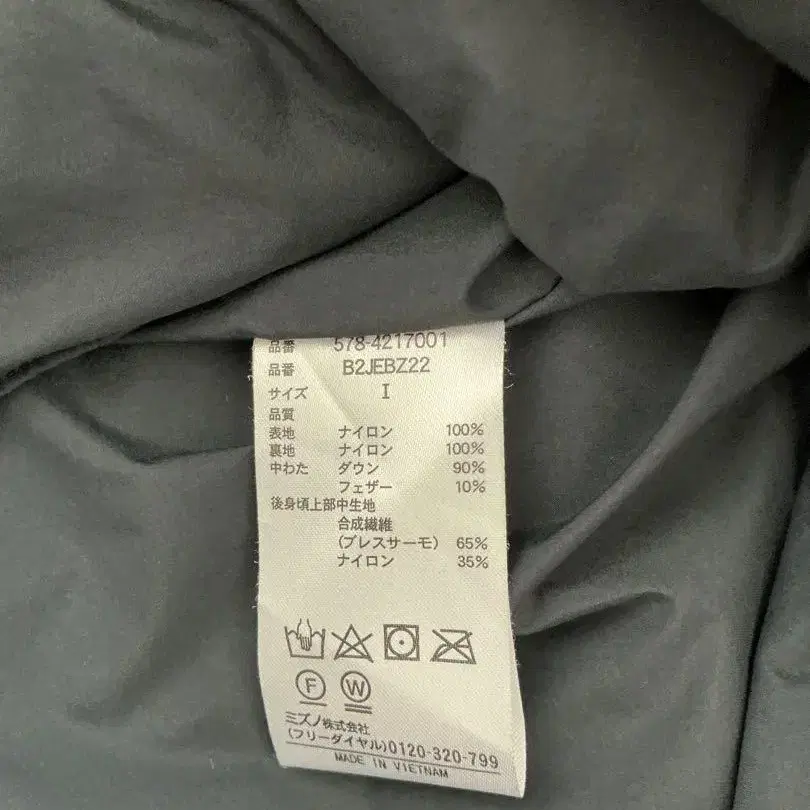 品番 578-4217001
品番 B2JEBZ22
サイズ I
品質
表地 ナイロン 100%
裏地 ナイロン 100%
中わた ダウン 90%
フェザー 10%
後身頃上部中生地
合成繊維
(ブレスサーモ) 65%
ナイロン 35%
F W
ミズノ株式会社
(フリーダイヤル)0120-320-799
MADE IN VIETNAM